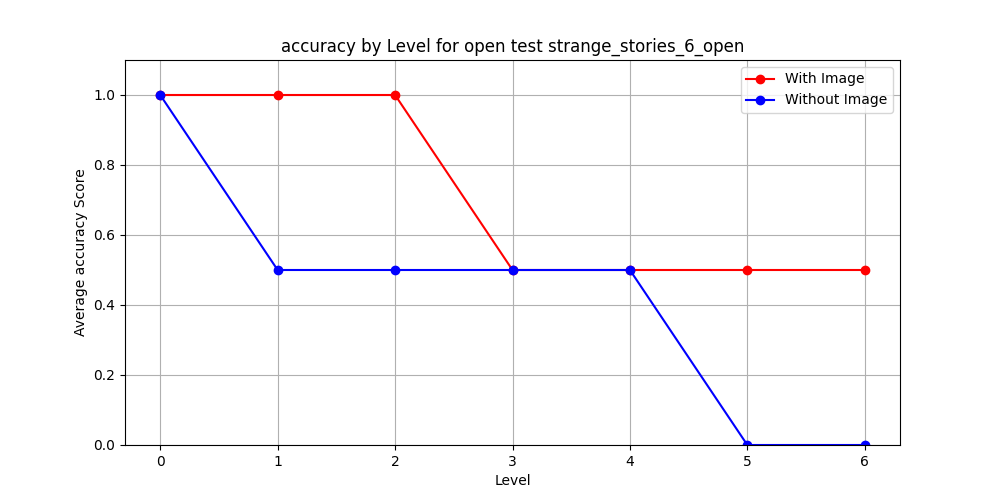 accuracy by Level for open test strange_stories_6_open
With Image
Without Image
Average accuracy Score
1.0
0.8
0.6
0.4
0.2
0.0
0 1 2 3 4 5 6
Level